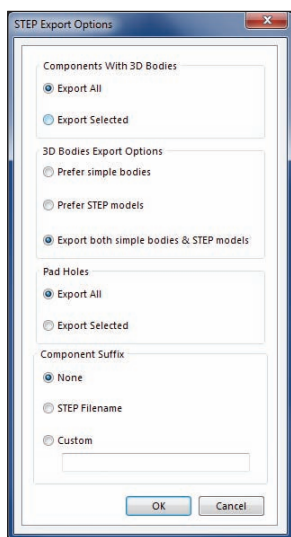 STEP Export Options
Components With 3D Bodies
Export All
Export Selected
3D Bodies Export Options
Prefer simple bodies
Prefer STEP models
Export both simple bodies & STEP models
Pad Holes
Export All
Export Selected
Component Suffix
None
STEP Filename
Custom
OK Cancel